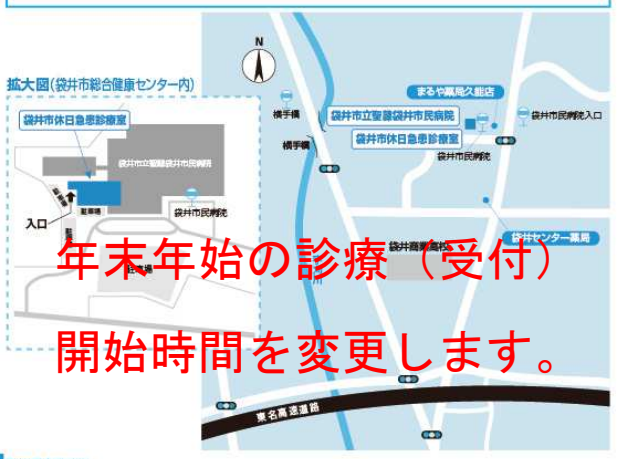 N
拡大図(袋井市総合健康センター内)
袋井市休日急患診療室
袋井市立聖隷袋井市民病院
袋井市民病院
駐車場
入口
駐車場
横手橋
横手橋
まるや薬局久能店
袋井市立聖隷袋井市民病院
袋井市民病院入口
袋井市休日急患診療室
袋井市民病院
袋井センター薬局
袋井商業高校
年末年始の診療（受付）
開始時間を変更します。
東名高速道路